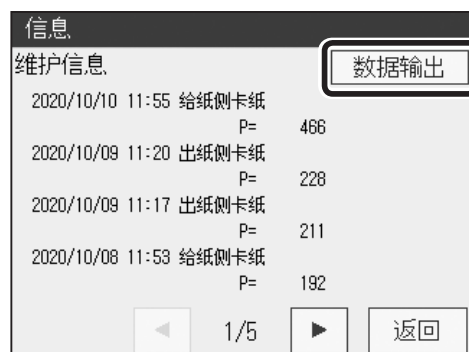 信息
维护信息 数据输出
2020/10/10 11:55 给纸侧卡纸
P= 466
2020/10/09 11:20 出纸侧卡纸
P= 228
2020/10/09 11:17 出纸侧卡纸
P= 211
2020/10/08 11:53 给纸侧卡纸
P= 192
◄ 1/5 ► 返回